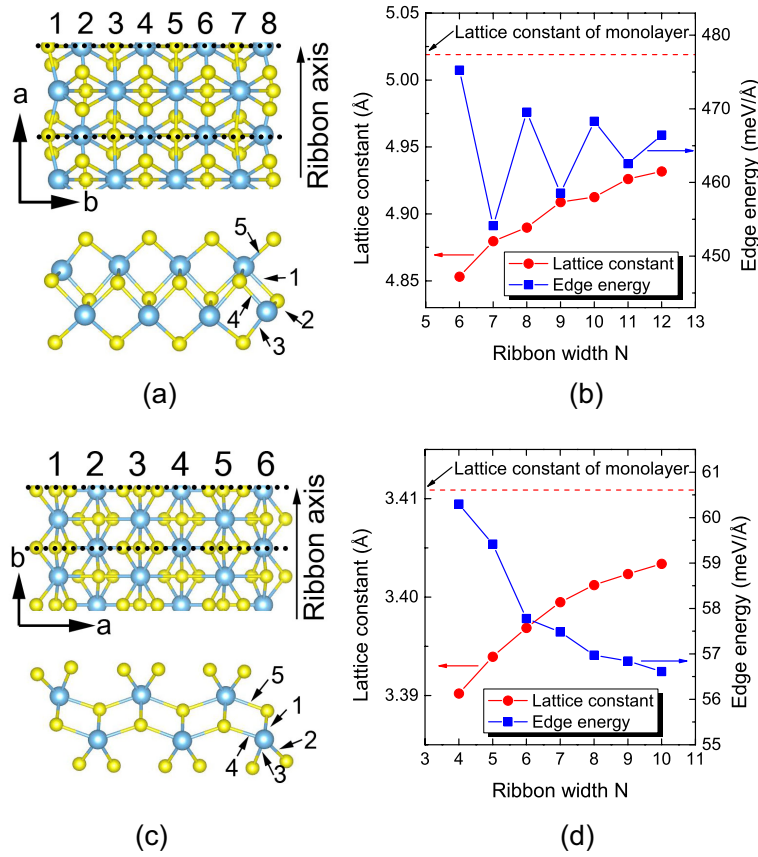 1 2 3 4 5 6 7 8
a
b
Ribbon axis
5
1
4
2
3
(a)
5.05
5.00
4.95
4.90
4.85
Lattice constant (Å)
Lattice constant of monolayer
480
470
460
450
Edge energy (meV/Å)
Lattice constant
Edge energy
5 6 7 8 9 10 11 12 13
Ribbon width N
(b)
1 2 3 4 5 6
b
a
Ribbon axis
5
1
2
4
3
(c)
3.41
3.40
3.39
Lattice constant (Å)
Lattice constant of monolayer
61
60
59
58
57
56
55
Edge energy (meV/Å)
Lattice constant
Edge energy
3 4 5 6 7 8 9 10 11
Ribbon width N
(d)